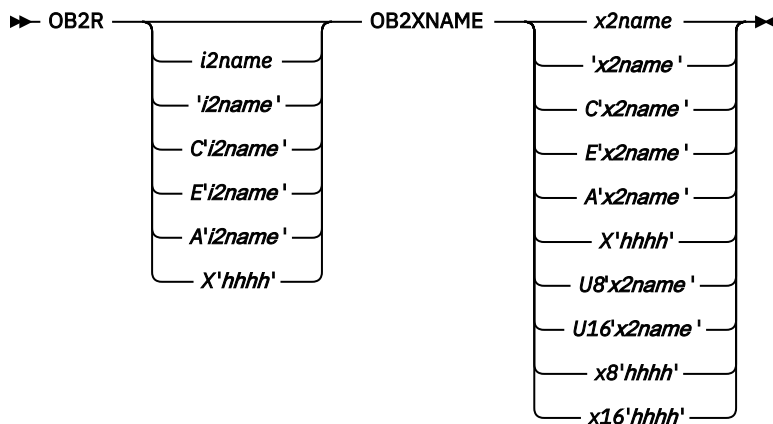 OB2R OB2XNAME x2name
i2name 'x2name'
'i2name' C'x2name'
C'i2name' E'x2name'
E'i2name' A'x2name'
A'i2name' X'hhhh'
X'hhhh' U8'x2name'
U16'x2name'
x8'hhhh'
x16'hhhh'